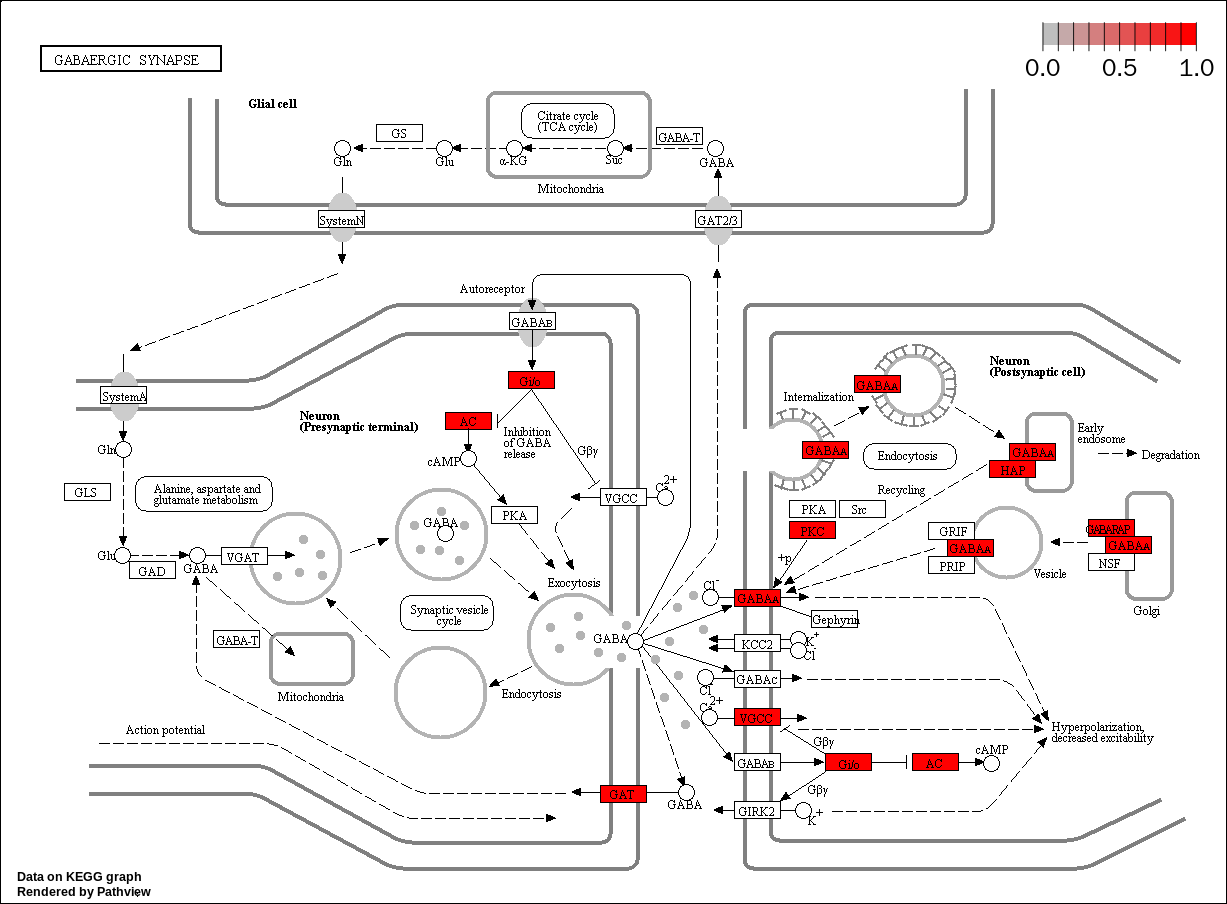 GABAERGIC SYNAPSE
0.0 0.5 1.0
Glial cell
Citrate cycle
(TCA cycle)
GS
GABA-T
Gln
Glu
α-KG
Suc
GABA
Mitochondria
SystemN
GAT2/3
Autoreceptor
GABAB
Gi/o
AC
Neuron
(Presynaptic terminal)
Inhibition
of GABA
release
Gβγ
cAMP
PKA
VGCC
Ca2+
SystemA
Gln
GLS
Alanine, aspartate and
glutamate metabolism
Glu
GAD
GABA
VGAT
GABA
Exocytosis
Synaptic vesicle
cycle
GABA
GABA-T
Mitochondria
Endocytosis
Action potential
GAT
GABA
Neuron
(Postsynaptic cell)
GABAA
Internalization
GABAA
Endocytosis
GABAA
HAP
Early
endosome
Degradation
Recycling
PKA
Src
PKC
+p
GRIF
GABAA
PRIP
Vesicle
GABARAP
GABAA
NSF
Golgi
Cl-
GABAA
Gephyrin
KCC2
K+
Cl-
GABAC
Cl-
Ca2+
VGCC
Gβγ
GABAB
Gi/o
AC
cAMP
Gβγ
GIRK2
K+
Hyperpolarization,
decreased excitability
Data on KEGG graph
Rendered by Pathview